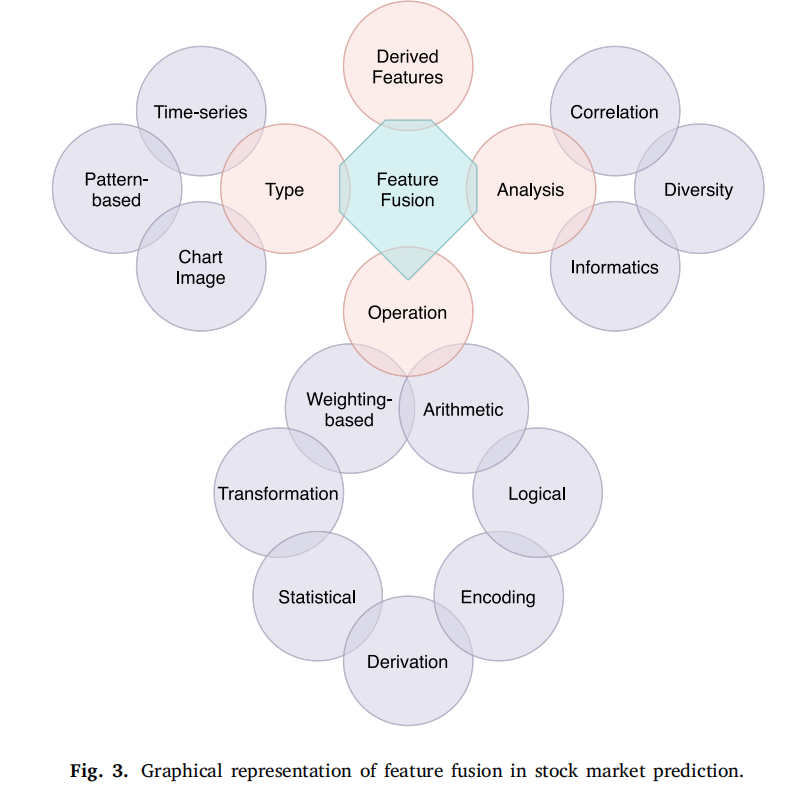 Derived
Features
Time-series
Correlation
Pattern-
based
Type
Feature
Fusion
Analysis
Diversity
Chart
Image
Informatics
Operation
Weighting-
based
Arithmetic
Transformation
Logical
Statistical
Encoding
Derivation
Fig. 3. Graphical representation of feature fusion in stock market prediction.